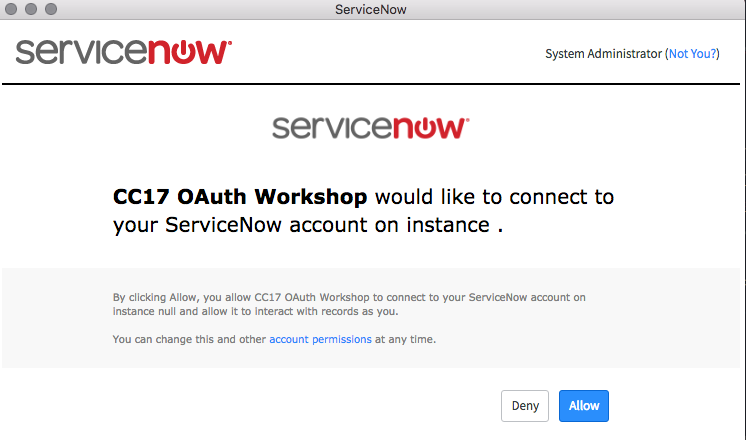 ServiceNow
servicenow
System Administrator (Not You?)
servicenow
CC17 OAuth Workshop would like to connect to
your ServiceNow account on instance .
By clicking Allow, you allow CC17 OAuth Workshop to connect to your ServiceNow account on
instance null and allow it to interact with records as you.
You can change this and other account permissions at any time.
Deny
Allow